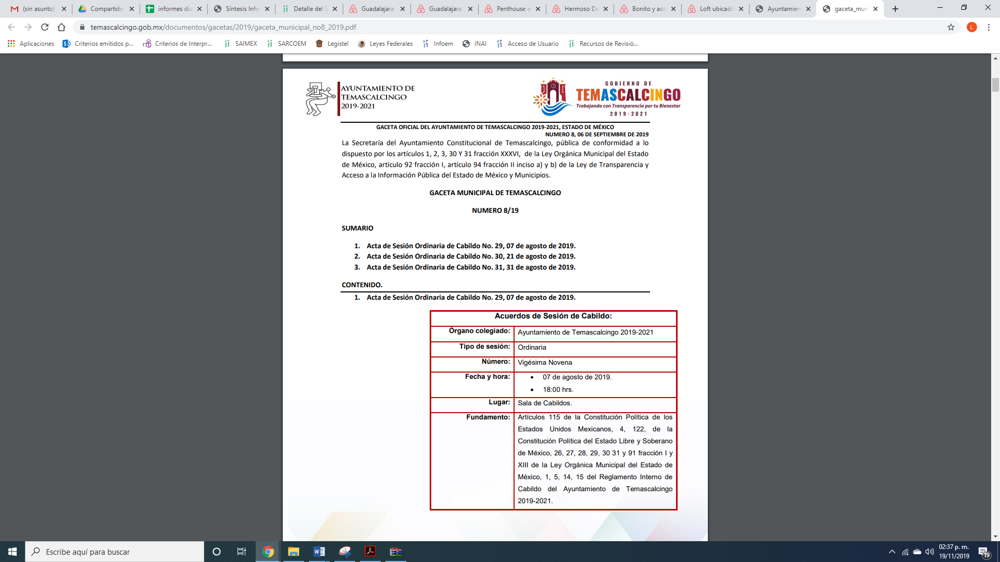 (sin asunto)
Compartido
informes dia
Síntesis Info
Detalle del S
Guadalajara
Guadalajara
Penthouse e
Hermoso De
Bonito y aco
Loft ubicadís
Ayuntamien
gaceta_mun
temascalcingo.gob.mx/documentos/gacetas/2019/gaceta_municipal_no8_2019.pdf
L
Aplicaciones
Criterios emitidos p...
Criterios de Interpr...
SAIMEX
SARCOEM
Legistel
Leyes Federales
Infoem
INAI
Acceso de Usuario
Recursos de Revisió...
AYUNTAMIENTO DE
TEMASCALCINGO
2019-2021
GOBIERNO DE
TEMASCALCINGO
Trabajando con Transparencia por tu Bienestar
2019-2021
GACETA OFICIAL DEL AYUNTAMIENTO DE TEMASCALCINGO 2019-2021, ESTADO DE MÉXICO
NUMERO 8, 06 DE SEPTIEMBRE DE 2019
La Secretaría del Ayuntamiento Constitucional de Temascalcingo, pública de conformidad a lo
dispuesto por los artículos 1, 2, 3, 30 Y 31 fracción XXXVI, de la Ley Orgánica Municipal del Estado
de México, artículo 92 fracción I, artículo 94 fracción II inciso a) y b) de la Ley de Transparencia y
Acceso a la Información Pública del Estado de México y Municipios.
GACETA MUNICIPAL DE TEMASCALCINGO
NUMERO 8/19
SUMARIO
1. Acta de Sesión Ordinaria de Cabildo No. 29, 07 de agosto de 2019.
2. Acta de Sesión Ordinaria de Cabildo No. 30, 21 de agosto de 2019.
3. Acta de Sesión Ordinaria de Cabildo No. 31, 31 de agosto de 2019.
CONTENIDO.
1. Acta de Sesión Ordinaria de Cabildo No. 29, 07 de agosto de 2019.
Acuerdos de Sesión de Cabildo:
Órgano colegiado: Ayuntamiento de Temascalcingo 2019-2021
Tipo de sesión: Ordinaria
Número: Vigésima Novena
Fecha y hora: • 07 de agosto de 2019.
• 18:00 hrs.
Lugar: Sala de Cabildos.
Fundamento: Artículos 115 de la Constitución Política de los
Estados Unidos Mexicanos, 4, 122, de la
Constitución Política del Estado Libre y Soberano
de México, 26, 27, 28, 29, 30 31 y 91 fracción I y
XIII de la Ley Orgánica Municipal del Estado de
México, 1, 5, 14, 15 del Reglamento Interno de
Cabildo del Ayuntamiento de Temascalcingo
2019-2021.
Escribe aquí para buscar
02:37 p. m.
19/11/2019
19